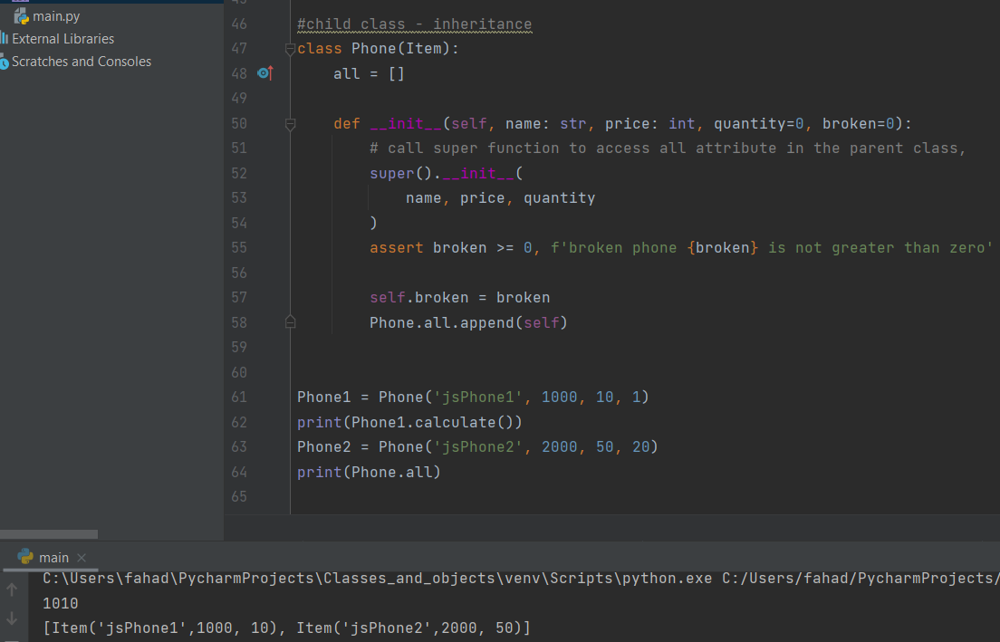 main.py
External Libraries
Scratches and Consoles
46 #child class - inheritance
47 class Phone(Item):
48     all = []
49
50     def __init__(self, name: str, price: int, quantity=0, broken=0):
51         # call super function to access all attribute in the parent class,
52         super().__init__(
53             name, price, quantity
54         )
55         assert broken >= 0, f'broken phone {broken} is not greater than zero'
56
57         self.broken = broken
58         Phone.all.append(self)
59
60
61 Phone1 = Phone('jsPhone1', 1000, 10, 1)
62 print(Phone1.calculate())
63 Phone2 = Phone('jsPhone2', 2000, 50, 20)
64 print(Phone.all)
65
main
C:\Users\fahad\PycharmProjects\Classes_and_objects\venv\Scripts\python.exe C:/Users/fahad/PycharmProjects/
1010
[Item('jsPhone1',1000, 10), Item('jsPhone2',2000, 50)]